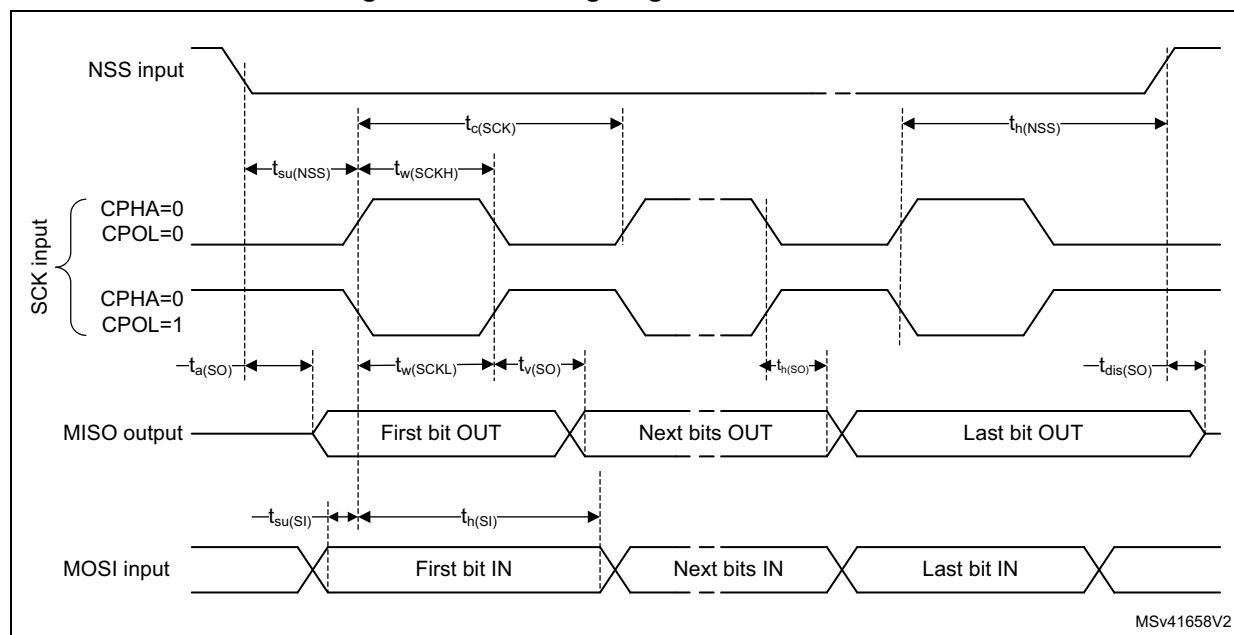 NSS input
tc(SCK)
th(NSS)
tsu(NSS)
tw(SCKH)
SCK input
CPHA=0
CPOL=0
CPHA=0
CPOL=1
ta(SO)
tw(SCKL)
tv(SO)
th(SO)
tdis(SO)
MISO output
First bit OUT
Next bits OUT
Last bit OUT
tsu(SI)
th(SI)
MOSI input
First bit IN
Next bits IN
Last bit IN
MSv41658V2